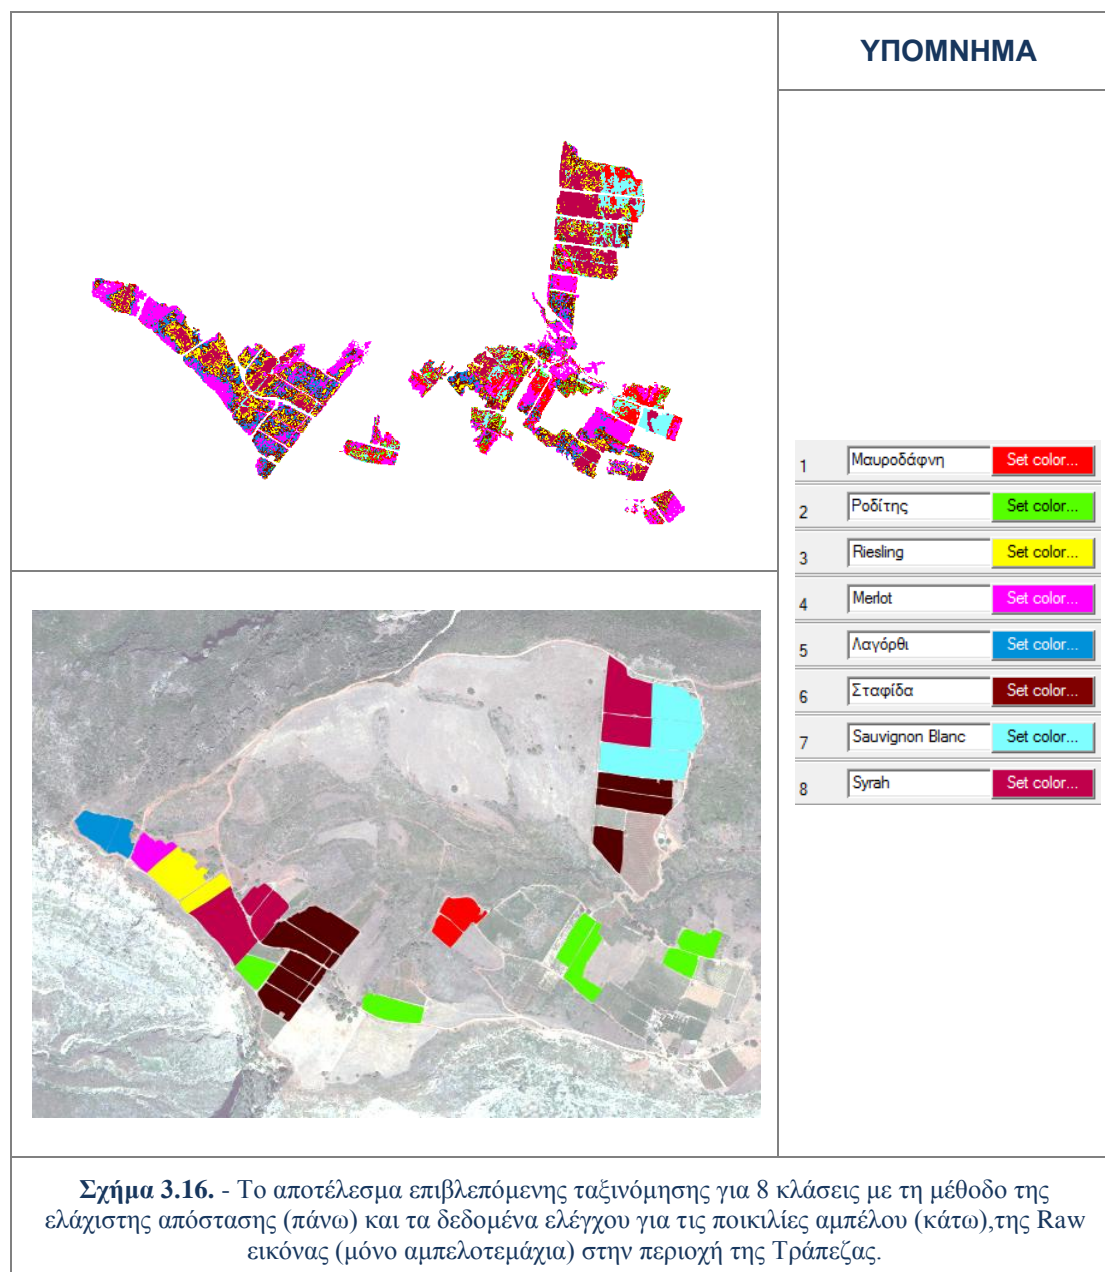 ΥΠΟΜΝΗΜΑ
1 Μαυροδάφνη Set color...
2 Ροδίτης Set color...
3 Riesling Set color...
4 Merlot Set color...
5 Λαγόρθι Set color...
6 Σταφίδα Set color...
7 Sauvignon Blanc Set color...
8 Syrah Set color...
Σχήμα 3.16. - Το αποτέλεσμα επιβλεπόμενης ταξινόμησης για 8 κλάσεις με τη μέθοδο της
ελάχιστης απόστασης (πάνω) και τα δεδομένα ελέγχου για τις ποικιλίες αμπέλου (κάτω),της Raw
εικόνας (μόνο αμπελοτεμάχια) στην περιοχή της Τράπεζας.